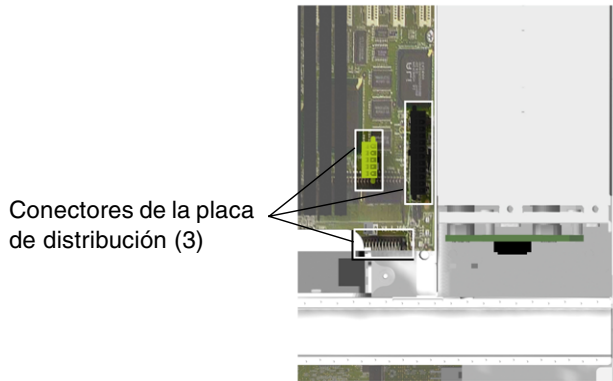 Conectores de la placa
de distribución (3)